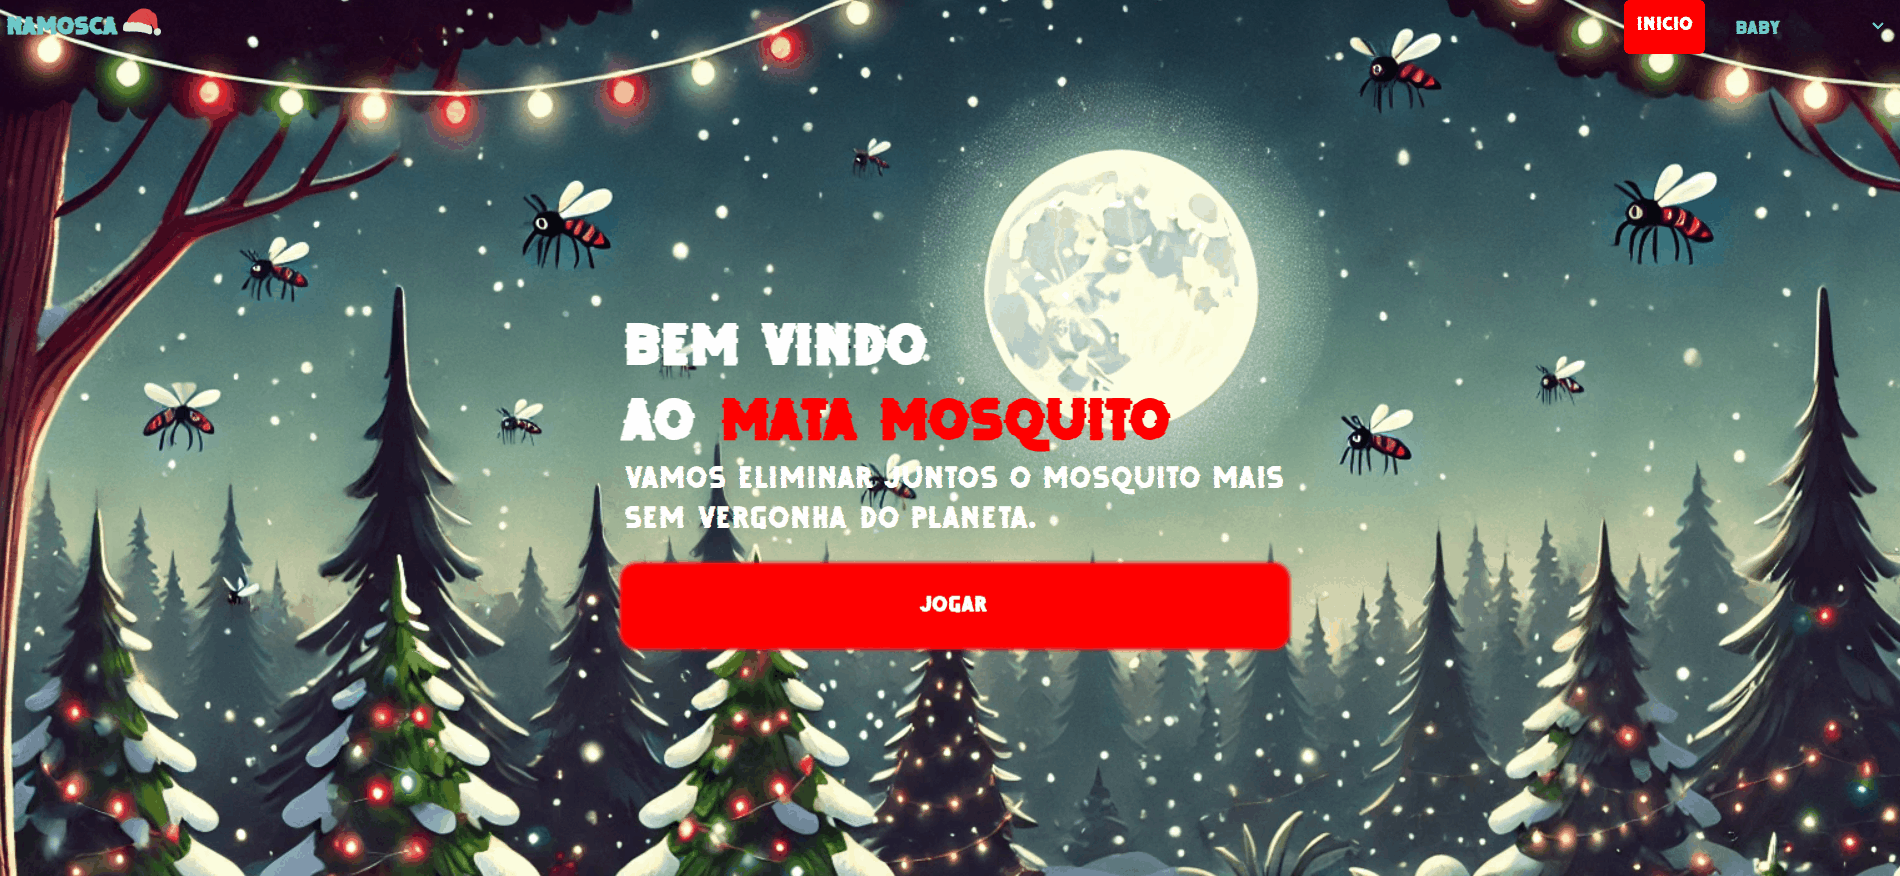 NAMOSCA
INICIO
BABY
BEM VINDO
AO MATA MOSQUITO
VAMOS ELIMINAR JUNTOS O MOSQUITO MAIS
SEM VERGONHA DO PLANETA.
JOGAR